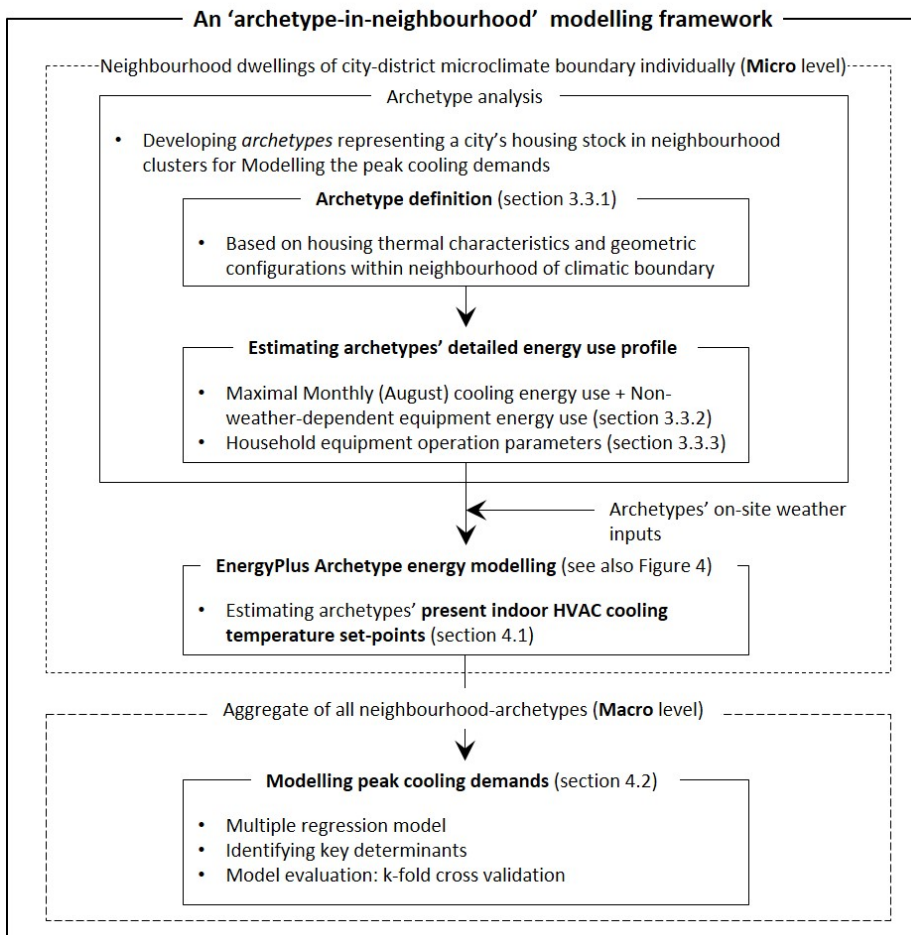 An ‘archetype-in-neighbourhood’ modelling framework
Neighbourhood dwellings of city-district microclimate boundary individually (Micro level)
Archetype analysis
• Developing archetypes representing a city’s housing stock in neighbourhood
clusters for Modelling the peak cooling demands
Archetype definition (section 3.3.1)
• Based on housing thermal characteristics and geometric
configurations within neighbourhood of climatic boundary
Estimating archetypes’ detailed energy use profile
• Maximal Monthly (August) cooling energy use + Non-
weather-dependent equipment energy use (section 3.3.2)
• Household equipment operation parameters (section 3.3.3)
Archetypes’ on-site weather
inputs
EnergyPlus Archetype energy modelling (see also Figure 4)
• Estimating archetypes’ present indoor HVAC cooling
temperature set-points (section 4.1)
Aggregate of all neighbourhood-archetypes (Macro level)
Modelling peak cooling demands (section 4.2)
• Multiple regression model
• Identifying key determinants
• Model evaluation: k-fold cross validation